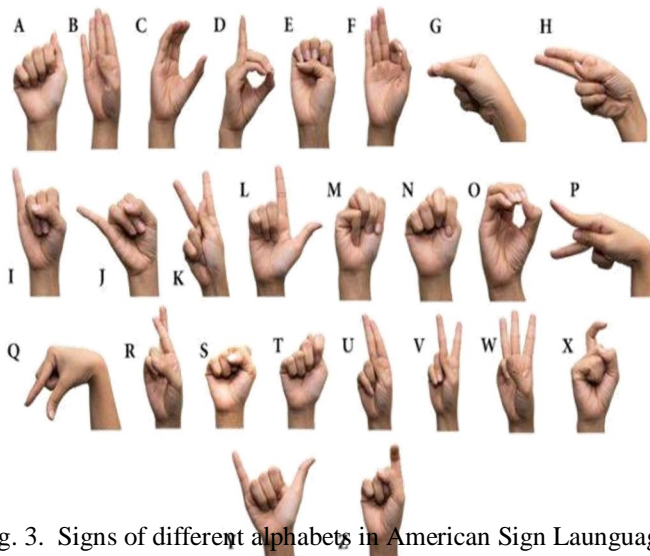 A B C D E F G H
I J K L M N O P
Q R S T U V W X
Y Z
g. 3. Signs of different alphabets in American Sign Launguag